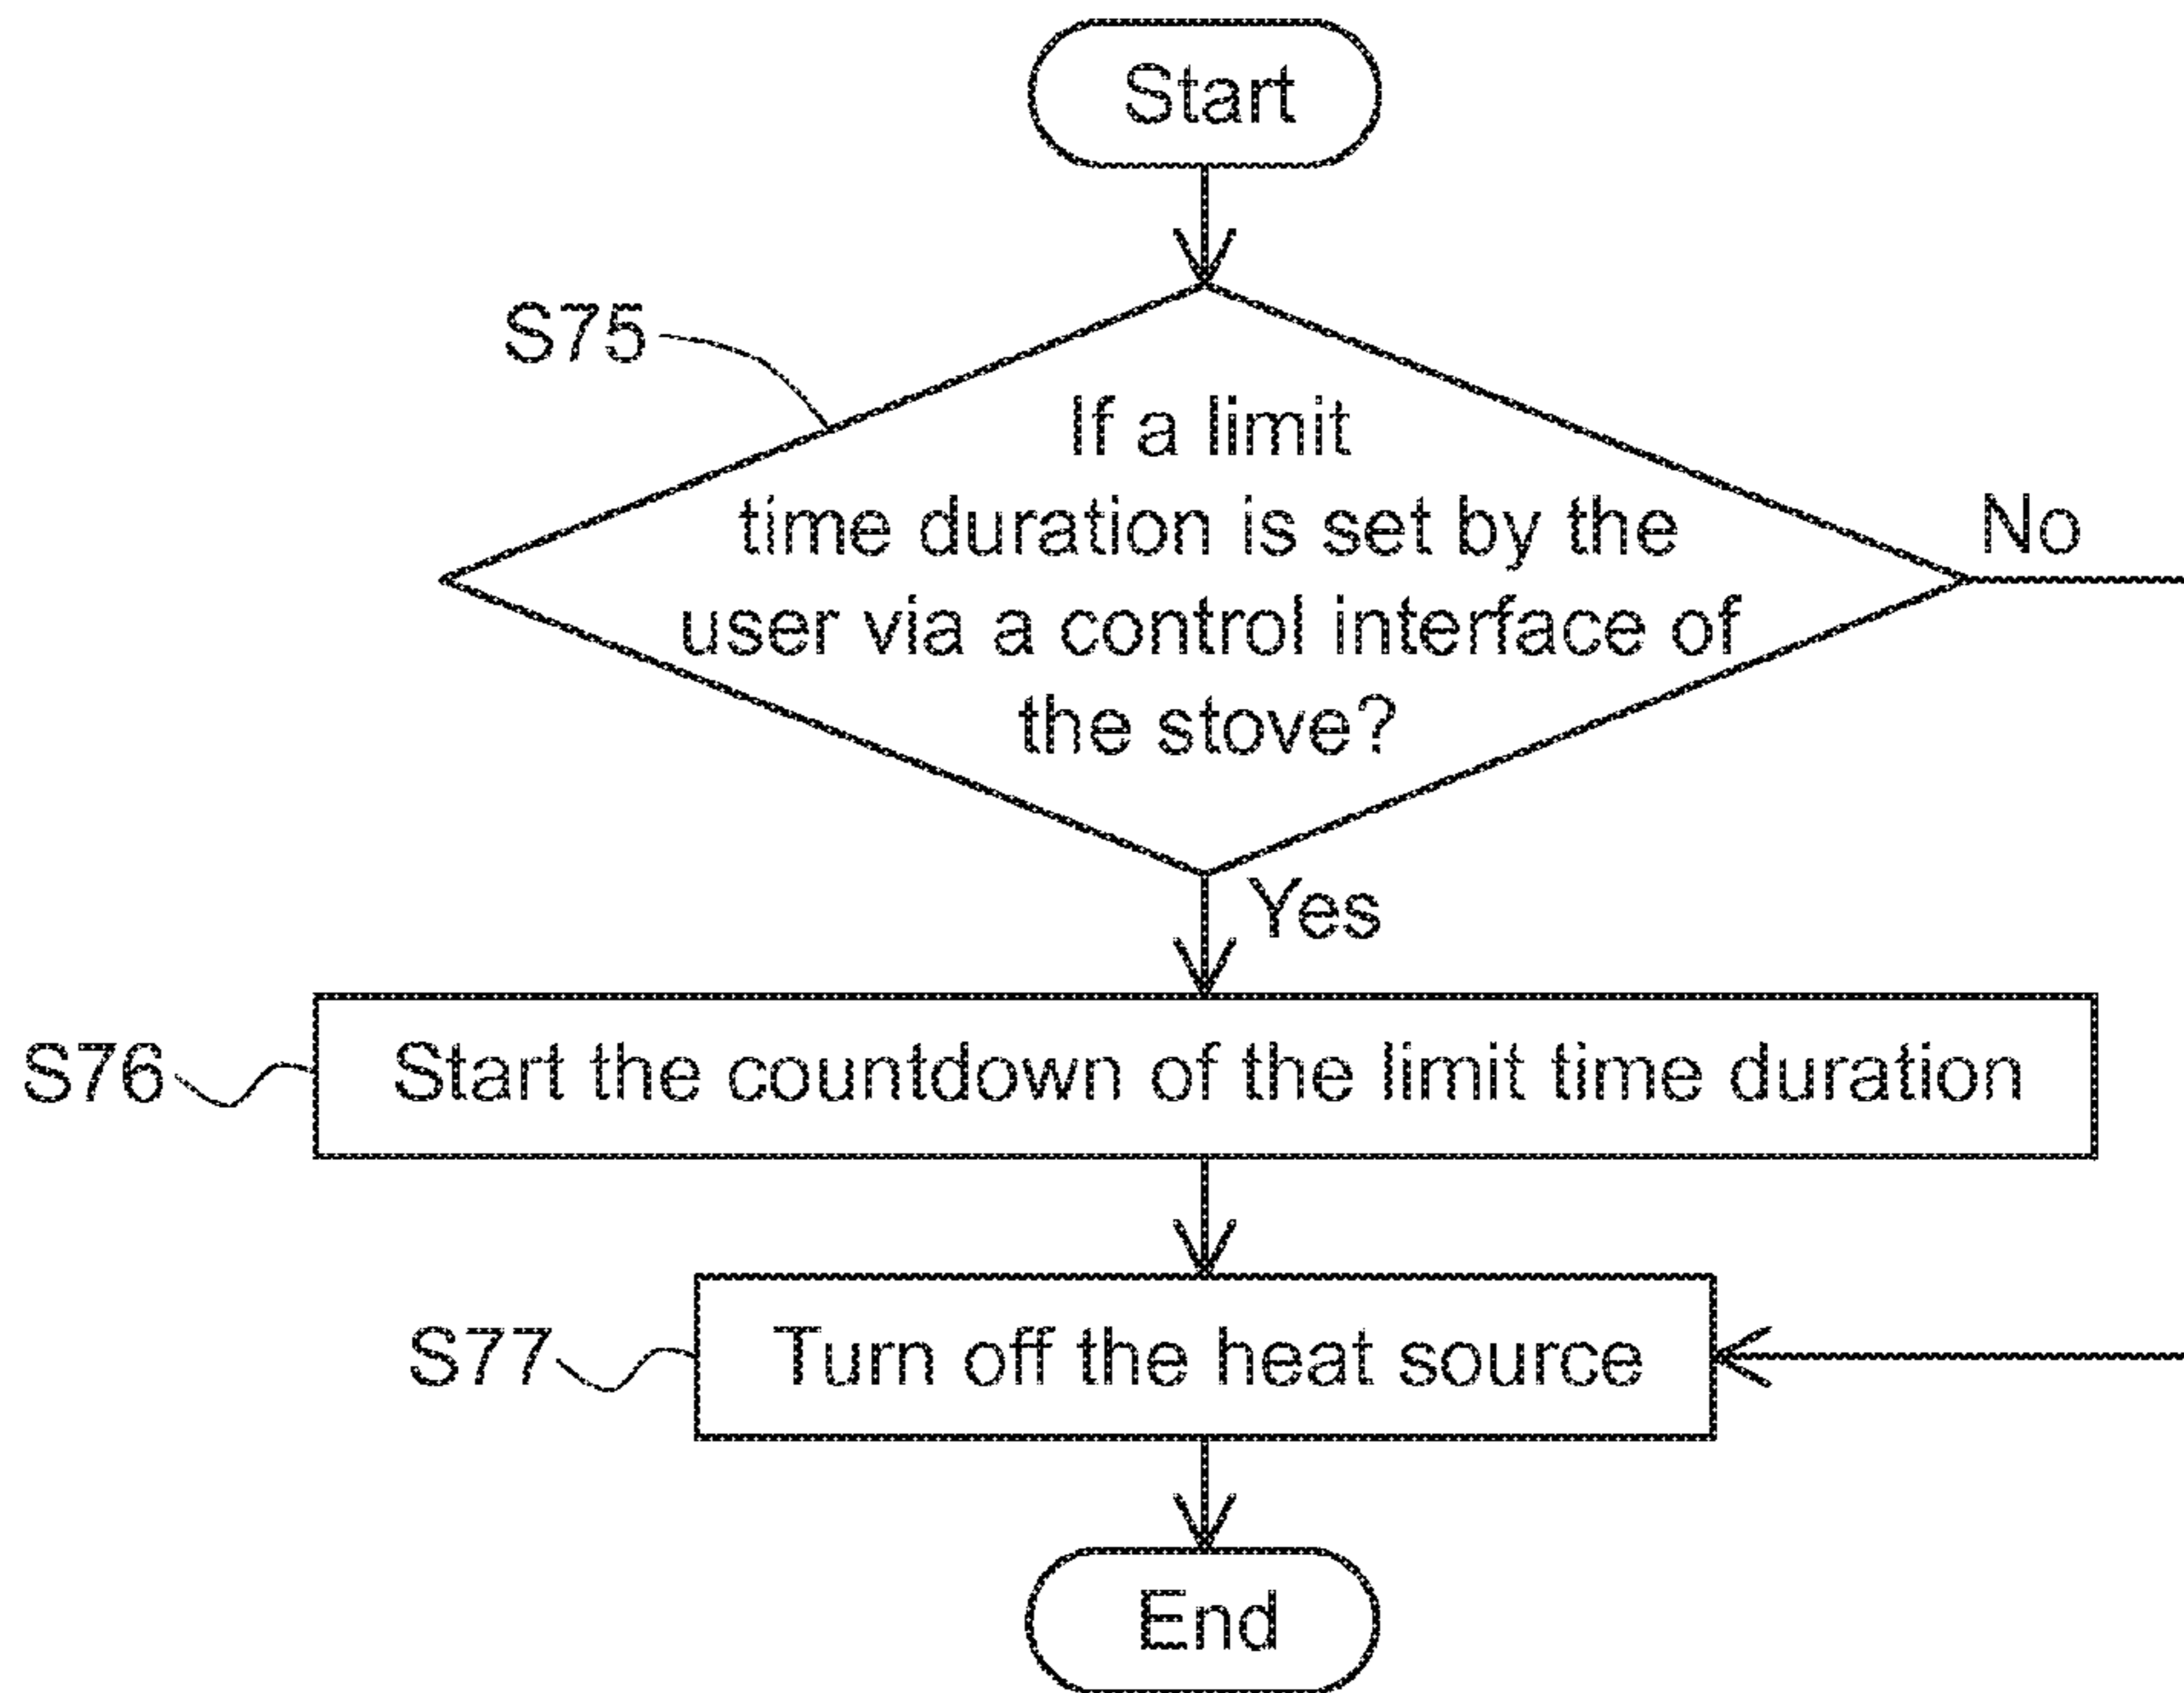 Start
S75
If a limit
time duration is set by the
user via a control interface of
the stove?
No
Yes
S76
Start the countdown of the limit time duration
S77
Turn off the heat source
End